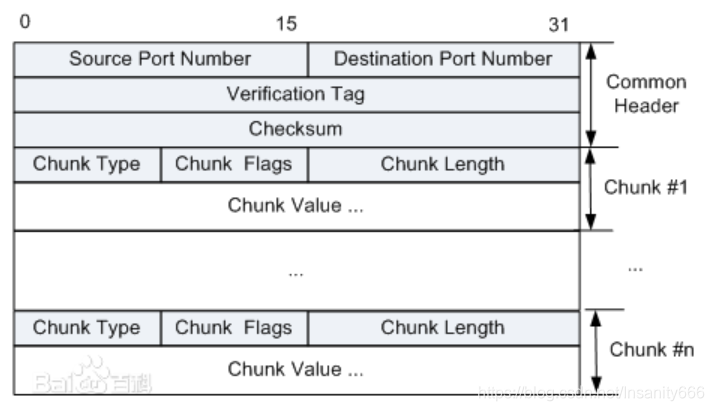 0 15 31
Source Port Number Destination Port Number
Verification Tag
Common
Header
Checksum
Chunk Type Chunk Flags Chunk Length
Chunk #1
Chunk Value ...
... ...
Chunk Type Chunk Flags Chunk Length
Chunk #n
Chunk Value ...
Baidu百科
https://blog.csdn.net/Insanity666